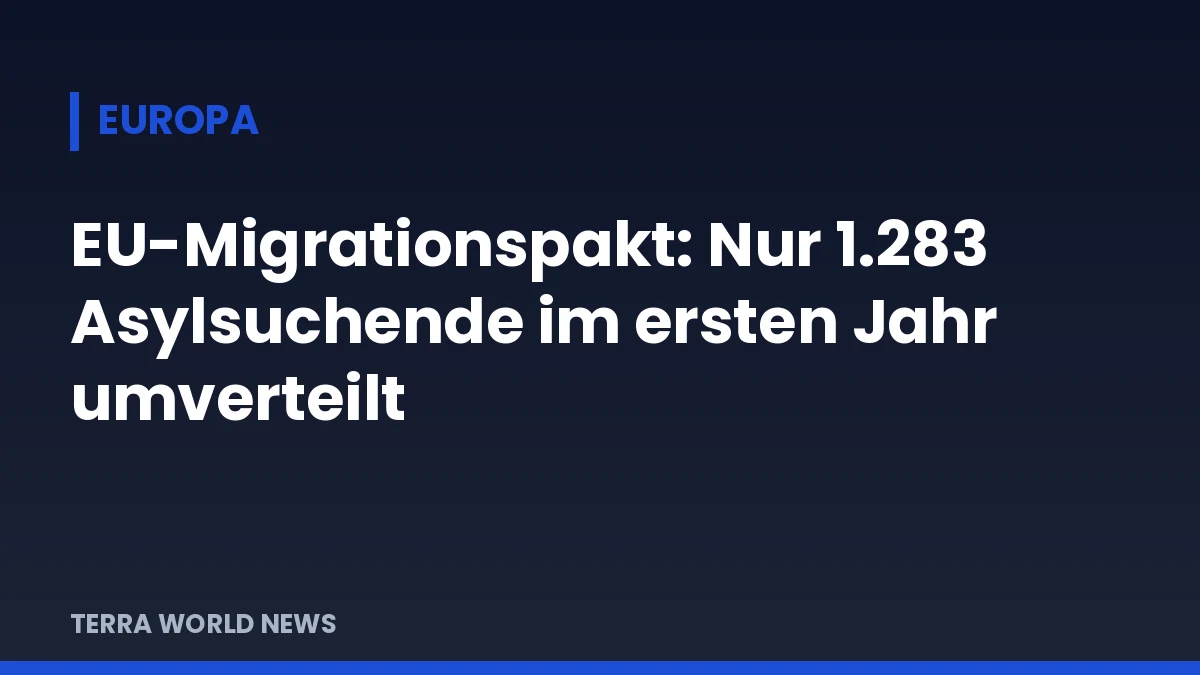 EUROPA
EU-Migrationspakt: Nur 1.283
Asylsuchende im ersten Jahr
umverteilt
TERRA WORLD NEWS